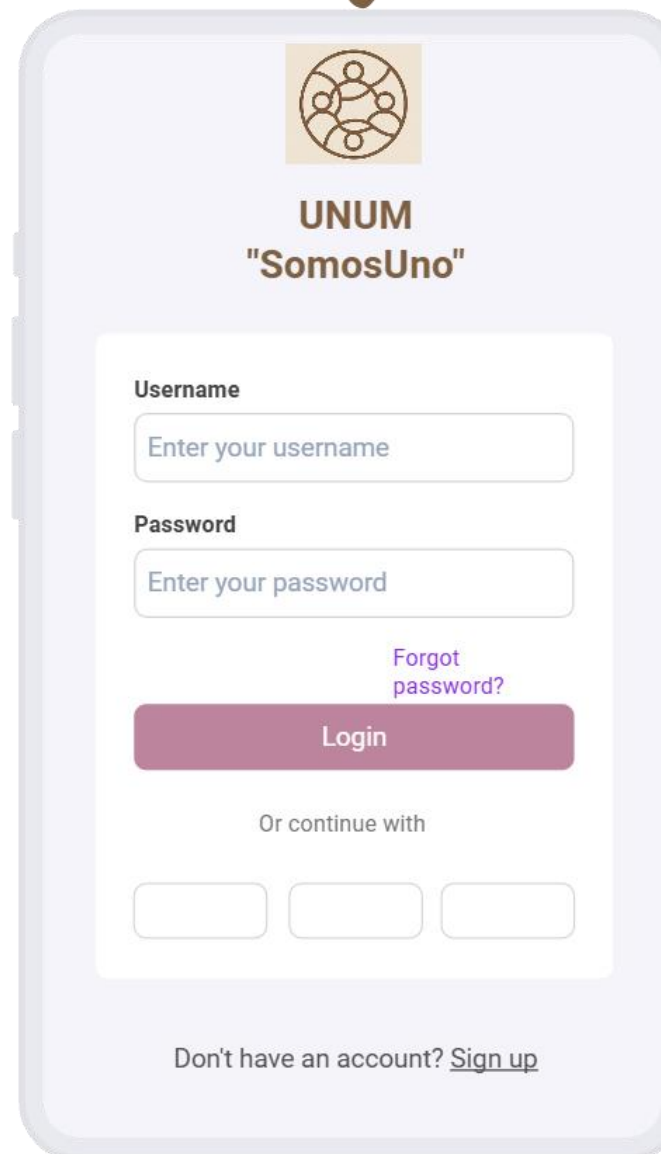 UNUM
"SomosUno"
Username
Enter your username
Password
Enter your password
Forgot
password?
Login
Or continue with
Don't have an account? Sign up